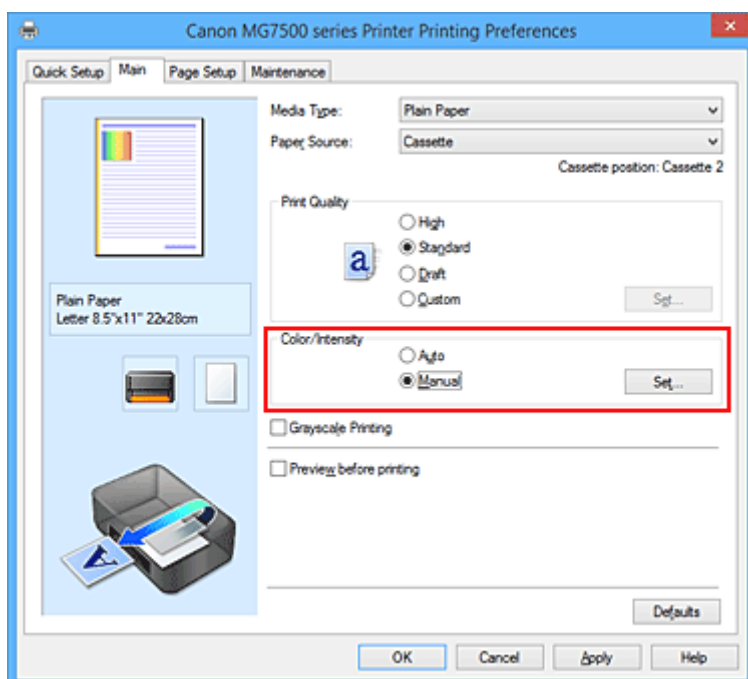 Canon MG7500 series Printer Printing Preferences
Quick Setup Main Page Setup Maintenance
Media Type: Plain Paper
Paper Source: Cassette
Cassette position: Cassette 2
Print Quality
High
a Standard
Draft
Custom Set...
Plain Paper
Letter 8.5"x11" 22x28cm
Color/Intensity
Auto
Manual Set...
Grayscale Printing
Preview before printing
A
Defaults
OK Cancel Apply Help